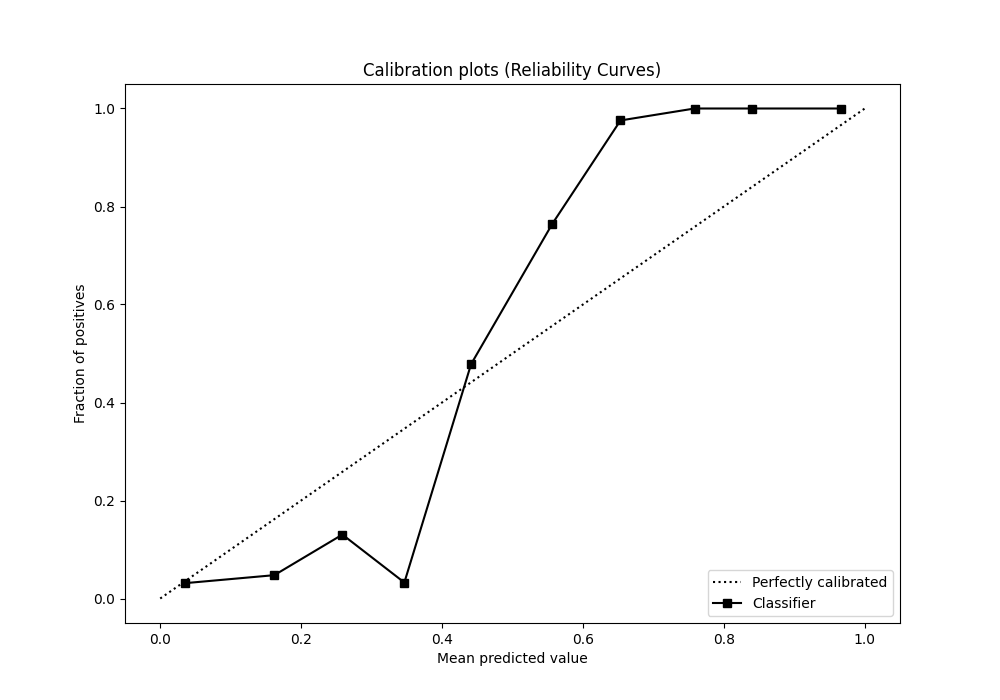 Calibration plots (Reliability Curves)
Fraction of positives
1.0
0.8
0.6
0.4
0.2
0.0
0.0 0.2 0.4 0.6 0.8 1.0
Mean predicted value
Perfectly calibrated
Classifier